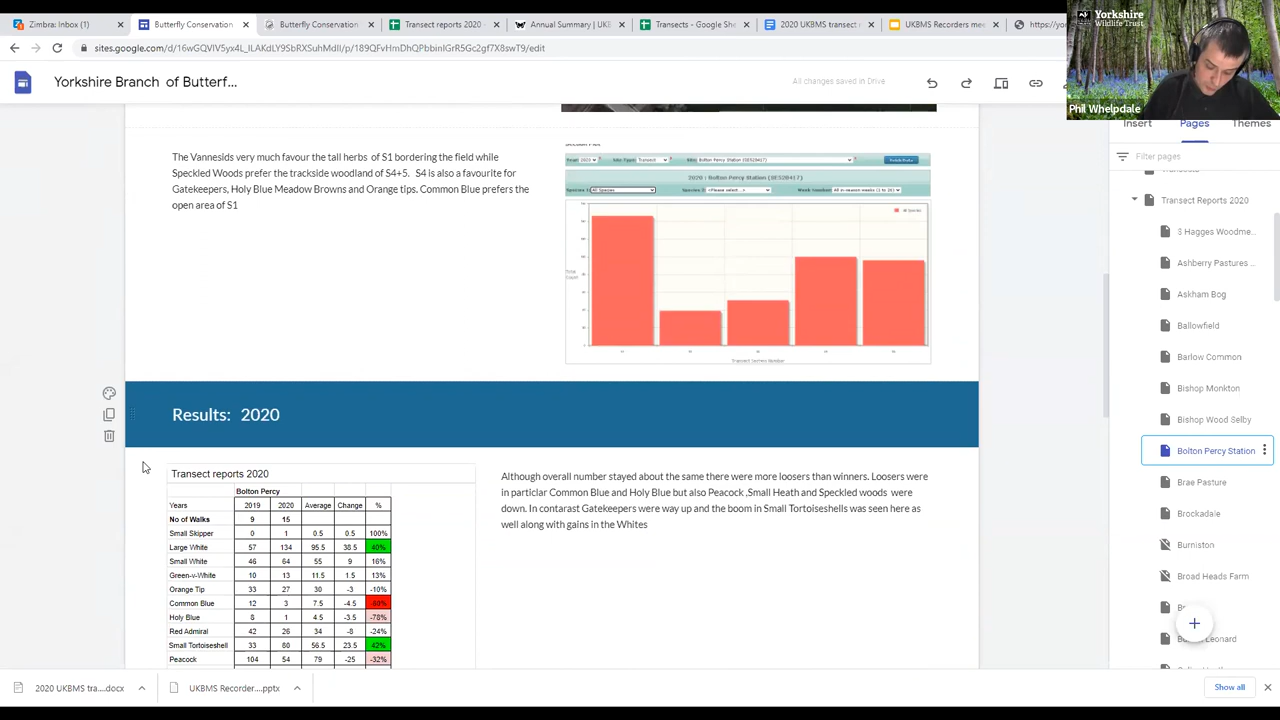 Zimbra: Inbox (1)
Butterfly Conservation
Butterfly Conservation
Transect reports 2020 -
Annual Summary | UKB
Transects - Google She
2020 UKBMS transect r
UKBMS Recorders mee
https://yor
Yorkshire
Wildlife Trust
Phil Whelpdale
Yorkshire Branch of Butterf...
All changes saved in Drive
Insert
Pages
Themes
Filter pages
Transect Reports 2020
S Hagges Woodme...
Ashberry Pastures ...
Askham Bog
Ballowfield
Barlow Common
Bishop Monkton
Bishop Wood Selby
Bolton Percy Station
Brae Pasture
Brockadale
Burniston
Broad Heads Farm
The Vannesids very much favour the tall herbs of S1 bordering the field while
Speckled Woods prefer the trackside woodland of S4+5. S4 is also a favourite for
Gatekeepers, Holy Blue Meadow Browns and Orange tips. Common Blue prefers the
open area of S1
2020 : Bolton Percy Station (SE528417)
Results: 2020
Transect reports 2020
Bolton Percy
Years 2019 2020 Average Change %
No of Walks 9 15
Small Skipper 0 1 0.5 0.5 100%
Large White 57 134 95.5 38.5 40%
Small White 46 64 55 9 16%
Green-v-White 10 13 11.5 1.5 13%
Orange Tip 33 27 30 -3 -10%
Common Blue 12 3 7.5 -4.5
Holy Blue 8 1 4.5 -3.5 -78%
Red Admiral 42 26 34 -8 -24%
Small Tortoiseshell 33 80 56.5 23.5 42%
Peacock 104 54 79 -25 -32%
Although overall number stayed about the same there were more loosers than winners. Loosers were
in particlar Common Blue and Holy Blue but also Peacock ,Small Heath and Speckled woods were
down. In contarast Gatekeepers were way up and the boom in Small Tortoiseshells was seen here as
well along with gains in the Whites
2020 UKBMS tra....docx
UKBMS Recorder....pptx
Show all